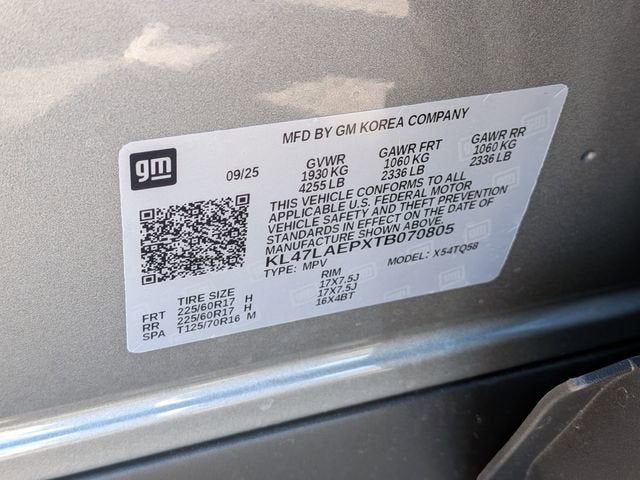 MFD BY GM KOREA COMPANY
gm
09/25
GVWR GAWR FRT GAWR RR
1930 KG 1060 KG 1060 KG
4255 LB 2336 LB 2336 LB
THIS VEHICLE CONFORMS TO ALL
APPLICABLE U.S. FEDERAL MOTOR
VEHICLE SAFETY AND THEFT PREVENTION
STANDARDS IN EFFECT ON THE DATE OF
MANUFACTURE SHOWN ABOVE.
KL47LAEPXTB070805
TYPE: MPV MODEL: X54TQ58
TIRE SIZE RIM
FRT 225/60R17 H 17X7.5J
RR 225/60R17 H 17X7.5J
SPA T125/70R16 M 16X4BT